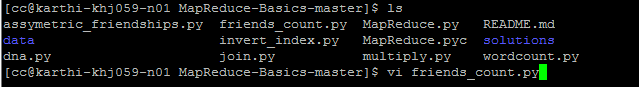 [cc@karthi-khj059-n01 MapReduce-Basics-master]$ ls
assymetric_friendships.py  friends_count.py  MapReduce.py   README.md
data                       invert_index.py   MapReduce.pyc  solutions
dna.py                     join.py           multiply.py    wordcount.py
[cc@karthi-khj059-n01 MapReduce-Basics-master]$ vi friends_count.py